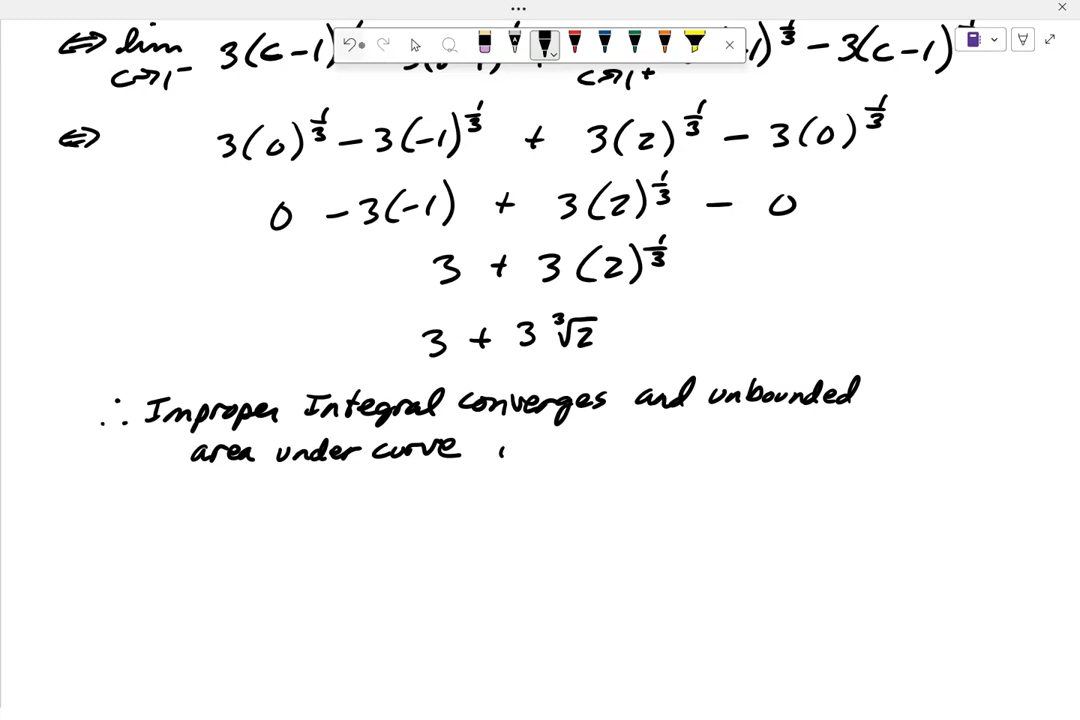 ⇔ lim 3(c-1) 1)^{1/3} - 3(c-1)
c→1⁻ c→1⁺
⇔ 3(0)^{1/3} - 3(-1)^{1/3} + 3(2)^{1/3} - 3(0)^{1/3}
0 - 3(-1) + 3(2)^{1/3} - 0
3 + 3(2)^{1/3}
3 + 3 ∛2
∴ Improper Integral converges and unbounded
area under curve